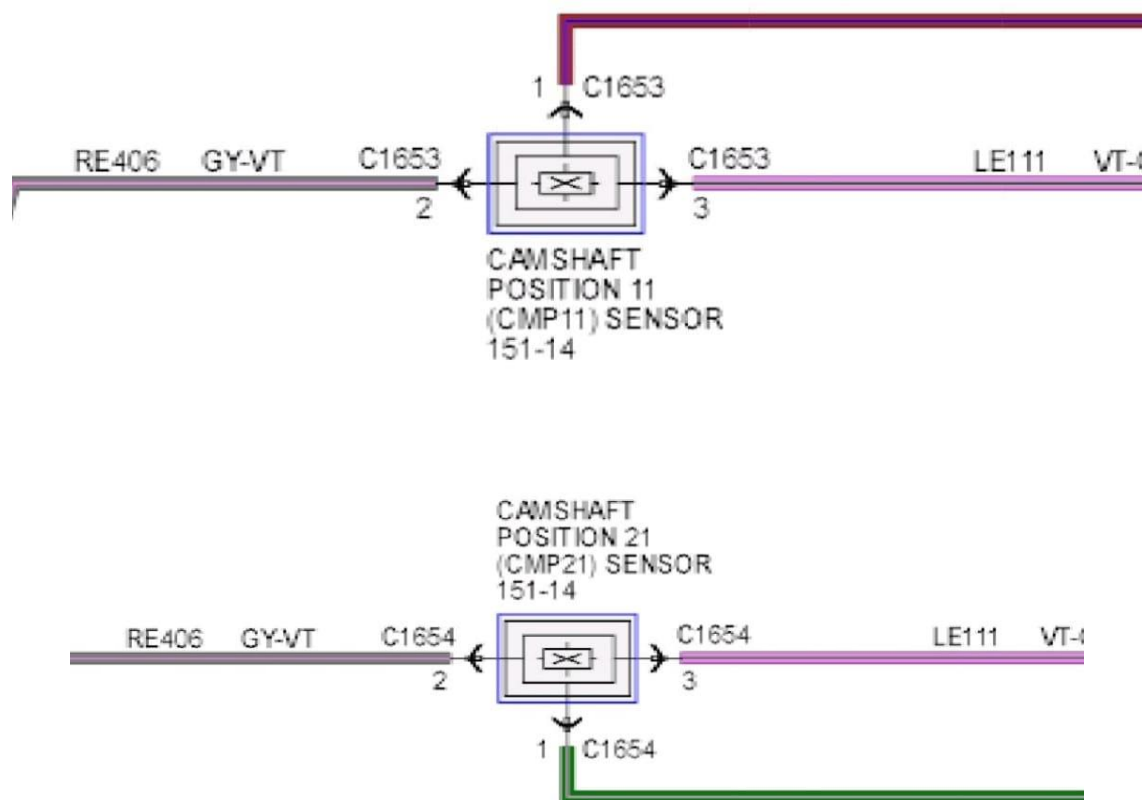 1 C1653
RE406 GY-VT C1653 C1653 LE111
2 3
CAMSHAFT
POSITION 11
(CMP11) SENSOR
151-14
CAMSHAFT
POSITION 21
(CMP21) SENSOR
151-14
RE406 GY-VT C1654 C1654 LE111
2 3
1 C1654